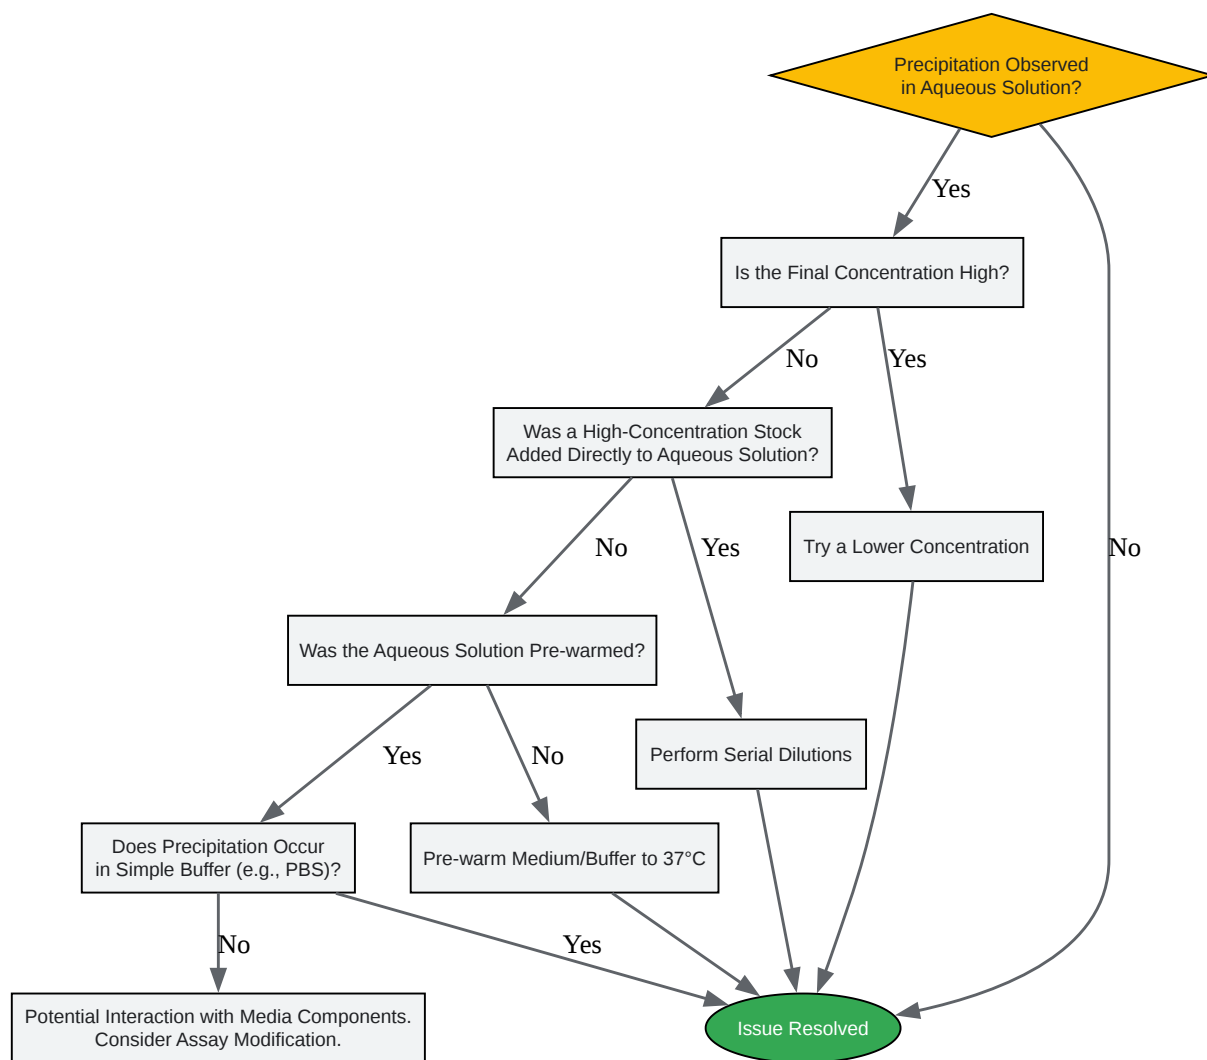 Precipitation Observed
in Aqueous Solution?
Yes
Is the Final Concentration High?
No
Yes
Was a High-Concentration Stock
Added Directly to Aqueous Solution?
No
Yes
Try a Lower Concentration
No
Was the Aqueous Solution Pre-warmed?
Yes
No
Perform Serial Dilutions
Does Precipitation Occur
in Simple Buffer (e.g., PBS)?
Pre-warm Medium/Buffer to 37°C
No
Yes
Potential Interaction with Media Components.
Consider Assay Modification.
Issue Resolved